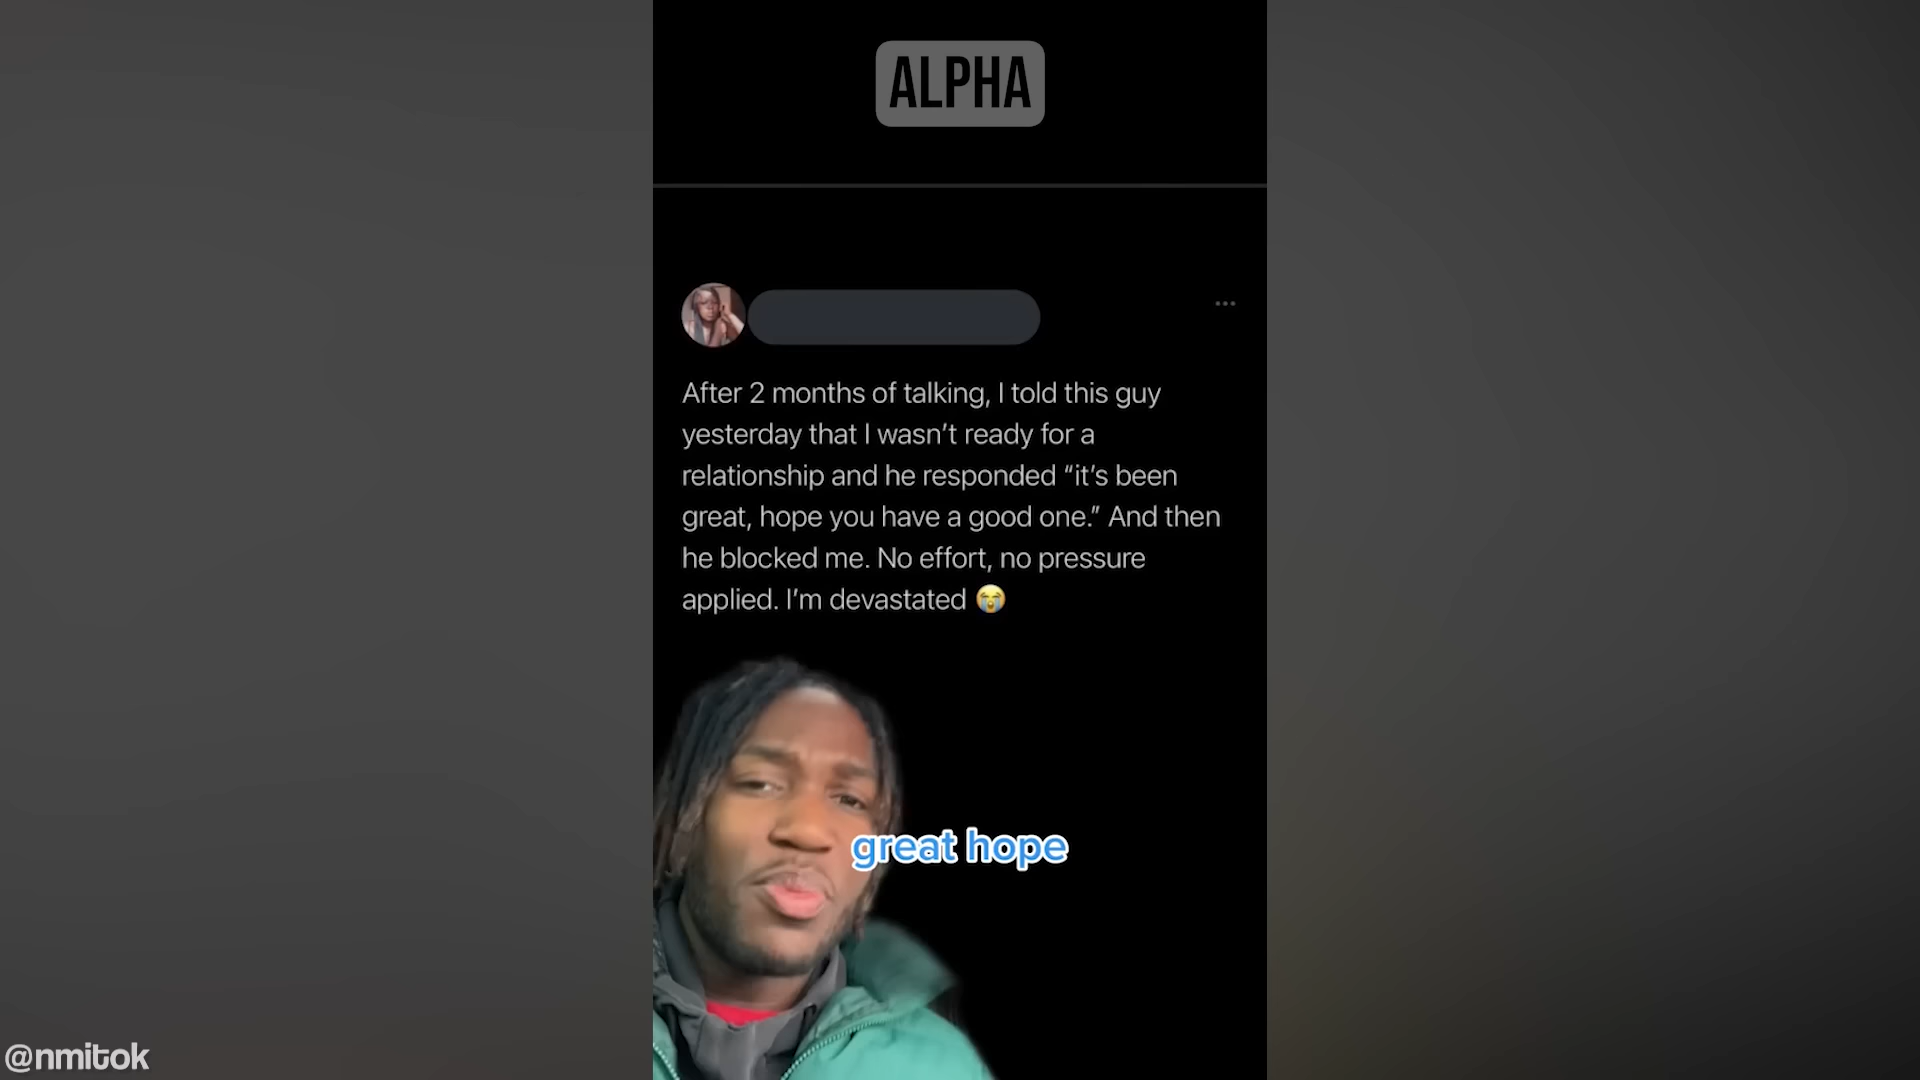 ALPHA
After 2 months of talking, I told this guy
yesterday that I wasn’t ready for a
relationship and he responded “it’s been
great, hope you have a good one.” And then
he blocked me. No effort, no pressure
applied. I’m devastated 😭
great hope
@nmitok